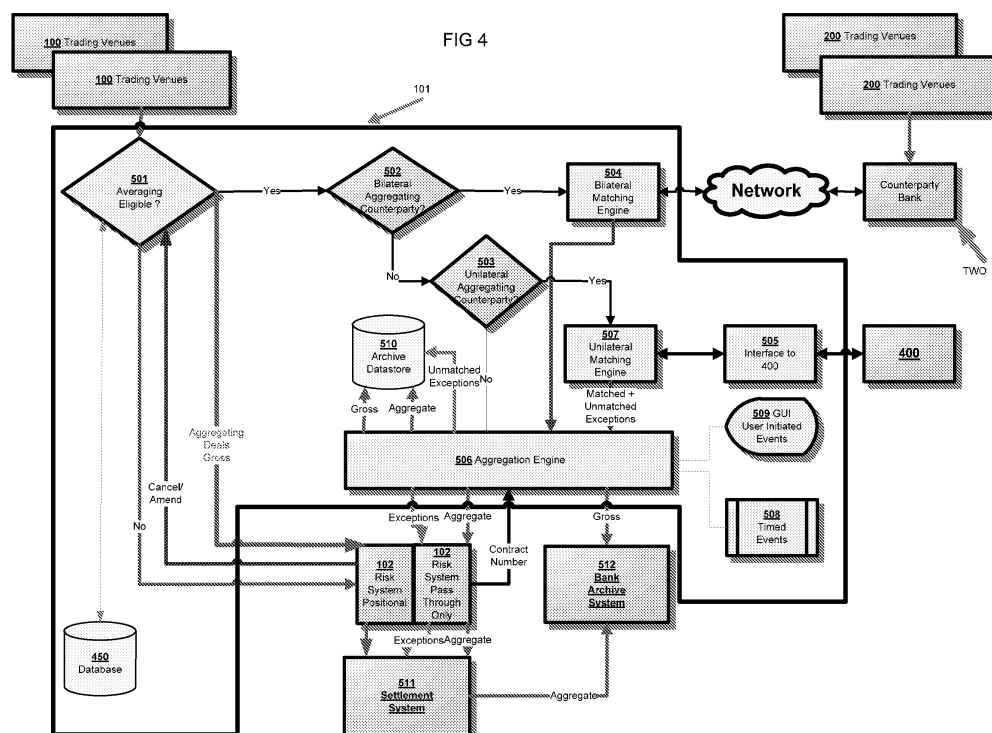 FIG 4
100 Trading Venues
100 Trading Venues
200 Trading Venues
200 Trading Venues
101
501
Averaging
Eligible ?
Yes
502
Bilateral
Aggregating
Counterparty?
Yes
504
Bilateral
Matching
Engine
Network
Counterparty
Bank
TWO
No
503
Unilateral
Aggregating
Counterparty?
Yes
507
Unilateral
Matching
Engine
505
Interface to
400
400
510
Archive
Datastore
Unmatched
Exceptions
No
Gross
Aggregate
Matched +
Unmatched
Exceptions
509 GUI
User Initiated
Events
506 Aggregation Engine
508
Timed
Events
Aggregating
Deals
Gross
Cancel/
Amend
No
Exceptions
Aggregate
Contract
Number
Gross
102
Risk
System
Positional
102
Risk
System
Pass
Through
Only
512
Bank
Archive
System
450
Database
Exceptions
Aggregate
511
Settlement
System
Aggregate